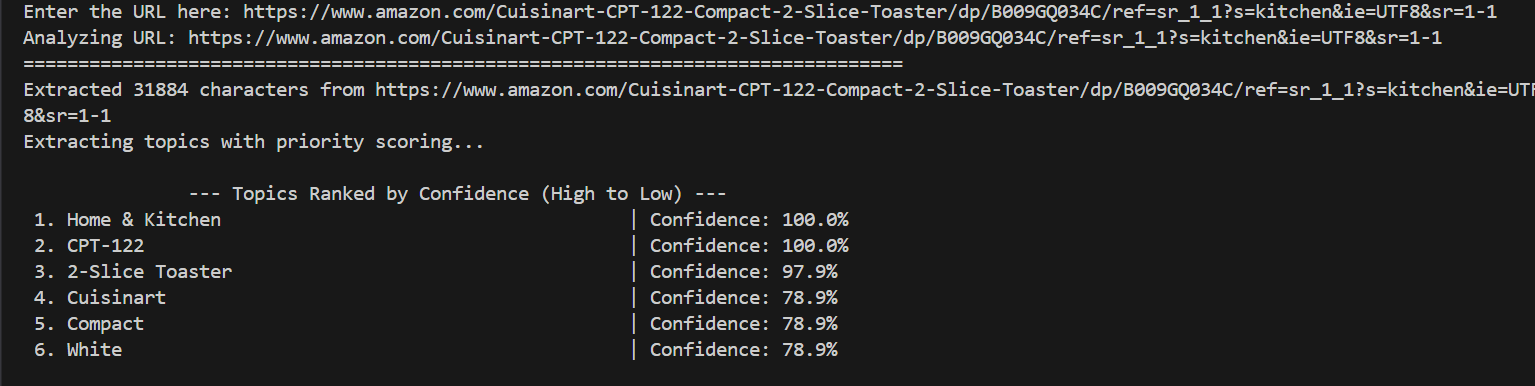 Enter the URL here: https://www.amazon.com/Cuisinart-CPT-122-Compact-2-Slice-Toaster/dp/B009GQ034C/ref=sr_1_1?s=kitchen&ie=UTF8&sr=1-1
Analyzing URL: https://www.amazon.com/Cuisinart-CPT-122-Compact-2-Slice-Toaster/dp/B009GQ034C/ref=sr_1_1?s=kitchen&ie=UTF8&sr=1-1
================================================================================
Extracted 31884 characters from https://www.amazon.com/Cuisinart-CPT-122-Compact-2-Slice-Toaster/dp/B009GQ034C/ref=sr_1_1?s=kitchen&ie=UTF
8&sr=1-1
Extracting topics with priority scoring...
--- Topics Ranked by Confidence (High to Low) ---
1. Home & Kitchen | Confidence: 100.0%
2. CPT-122 | Confidence: 100.0%
3. 2-Slice Toaster | Confidence: 97.9%
4. Cuisinart | Confidence: 78.9%
5. Compact | Confidence: 78.9%
6. White | Confidence: 78.9%